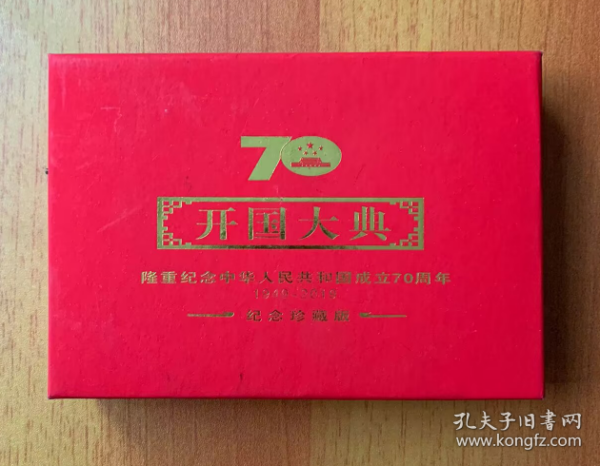 70
开国大典
隆重纪念中华人民共和国成立70周年
1949-2019
纪念珍藏版
孔夫子旧书网
www.kongfz.com